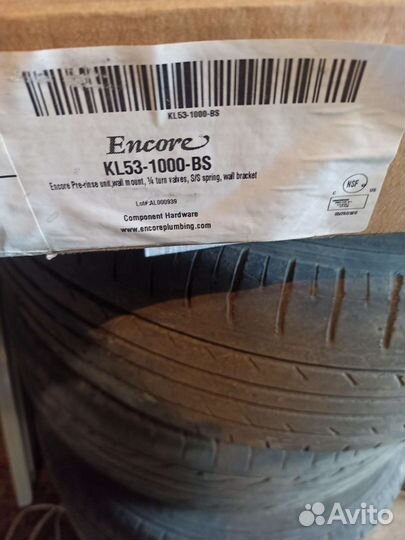 KL53-1000-BS
Encore
KL53-1000-BS
Encore Pre-rinse unit,wall mount, ¼ turn valves, S/S spring, wall bracket
Lot#:AL000939
Component Hardware
www.encoreplumbing.com
NSF
C US
Avito